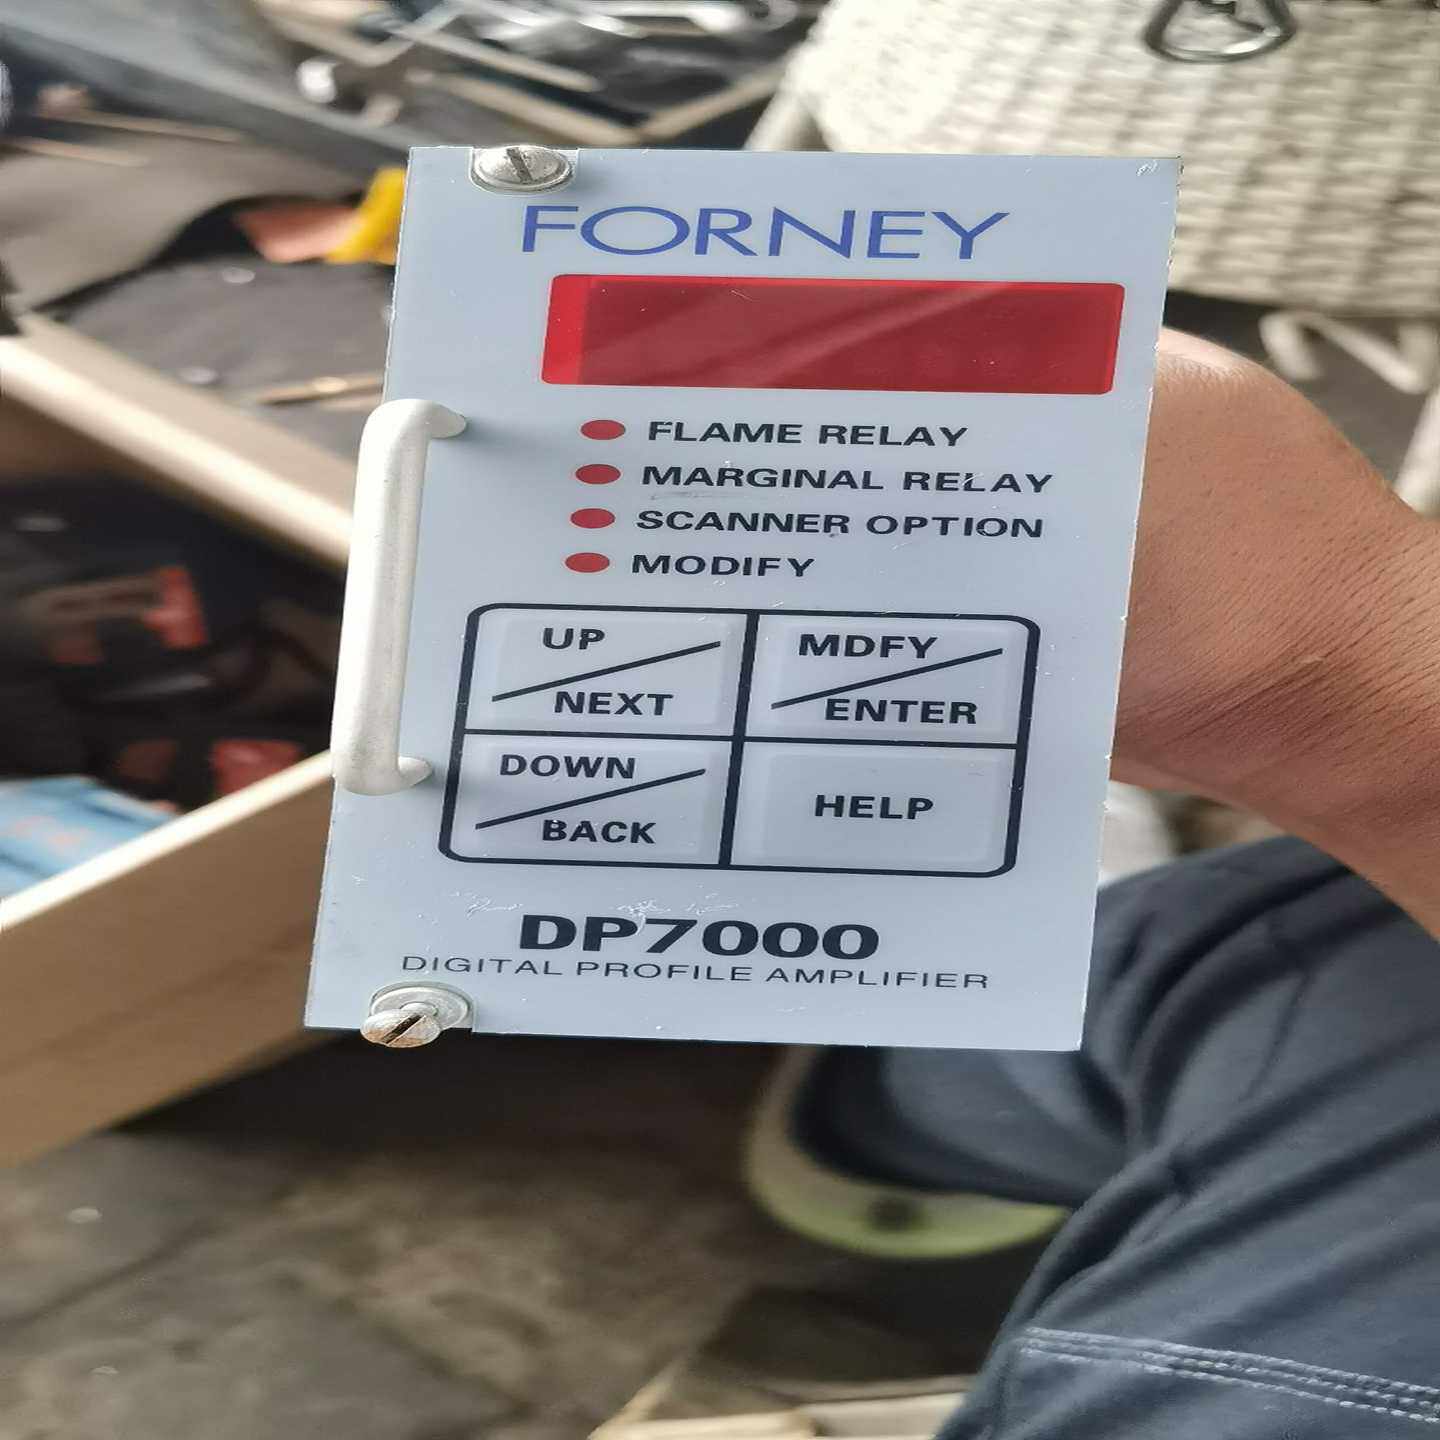 FORNEY
FLAME RELAY
MARGINAL RELAY
SCANNER OPTION
MODIFY
UP
NEXT
MDFY
ENTER
DOWN
BACK
HELP
DP7000
DIGITAL PROFILE AMPLIFIER